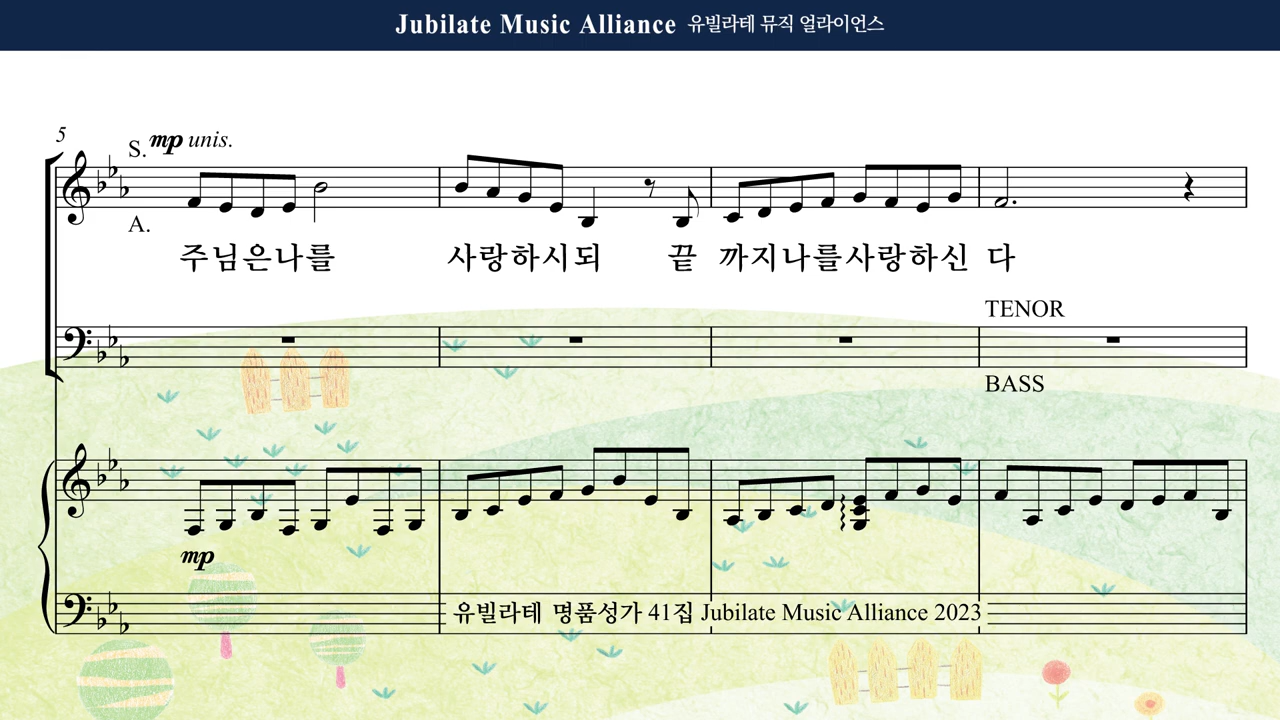 Jubilate Music Alliance 유빌라테 뮤직 얼라이언스
5
S. mp unis.
A.
주님은나를 사랑하시되 끝 까지나를사랑하신 다
TENOR
BASS
mp
유빌라테 명품성가 41집 Jubilate Music Alliance 2023